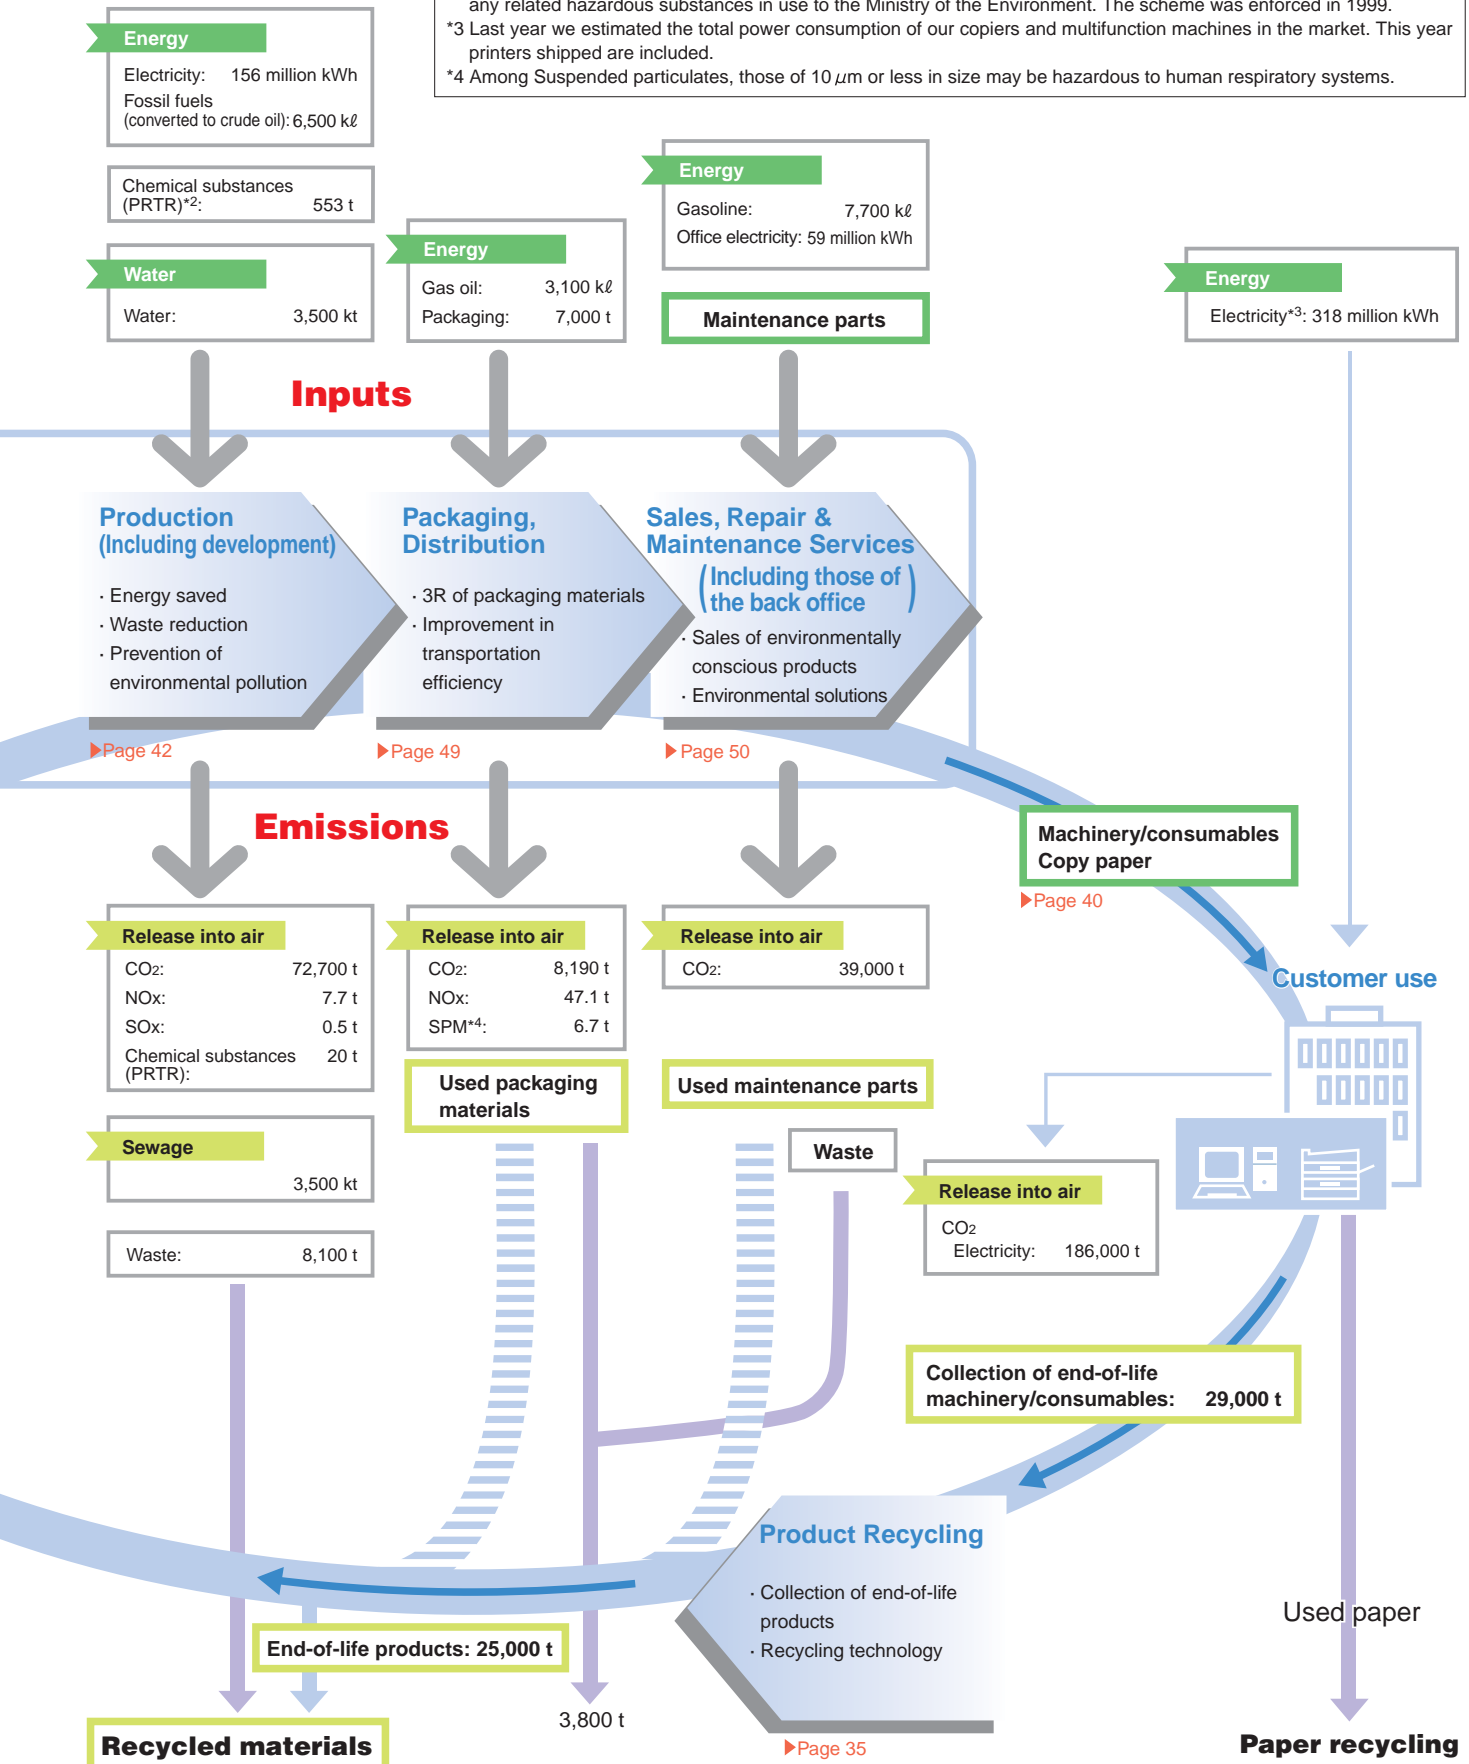 any related hazardous substances in use to the Ministry of the Environment. The scheme was enforced in 1999.
*3 Last year we estimated the total power consumption of our copiers and multifunction machines in the market. This year
printers shipped are included.
*4 Among Suspended particulates, those of 10 μm or less in size may be hazardous to human respiratory systems.
Energy
Electricity: 156 million kWh
Fossil fuels
(converted to crude oil): 6,500 kℓ
Chemical substances
(PRTR)*2: 553 t
Water
Water: 3,500 kt
Energy
Gas oil: 3,100 kℓ
Packaging: 7,000 t
Energy
Gasoline: 7,700 kℓ
Office electricity: 59 million kWh
Maintenance parts
Energy
Electricity*3: 318 million kWh
Inputs
Production
(Including development)
· Energy saved
· Waste reduction
· Prevention of
environmental pollution
▶Page 42
Packaging,
Distribution
· 3R of packaging materials
· Improvement in
transportation
efficiency
▶Page 49
Sales, Repair &
Maintenance Services
(Including those of
the back office)
· Sales of environmentally
conscious products
· Environmental solutions
▶Page 50
Emissions
Machinery/consumables
Copy paper
▶Page 40
Release into air
CO2: 72,700 t
NOx: 7.7 t
SOx: 0.5 t
Chemical substances 20 t
(PRTR):
Sewage
3,500 kt
Waste: 8,100 t
Release into air
CO2: 8,190 t
NOx: 47.1 t
SPM*4: 6.7 t
Used packaging
materials
Release into air
CO2: 39,000 t
Used maintenance parts
Waste
Customer use
Release into air
CO2
Electricity: 186,000 t
Collection of end-of-life
machinery/consumables: 29,000 t
Product Recycling
· Collection of end-of-life
products
· Recycling technology
▶Page 35
Used paper
End-of-life products: 25,000 t
3,800 t
Recycled materials
Paper recycling